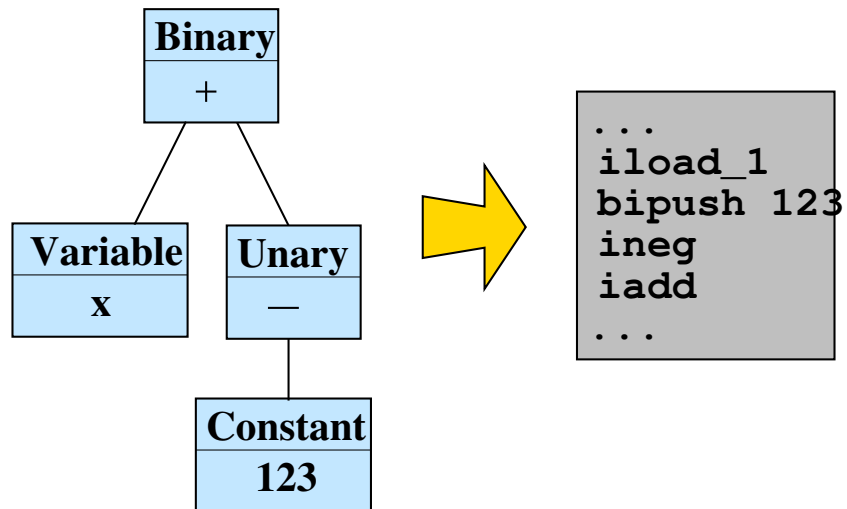 Binary
+
Variable
x
Unary
—
Constant
123
. . .
iload_1
bipush 123
ineg
iadd
. . .